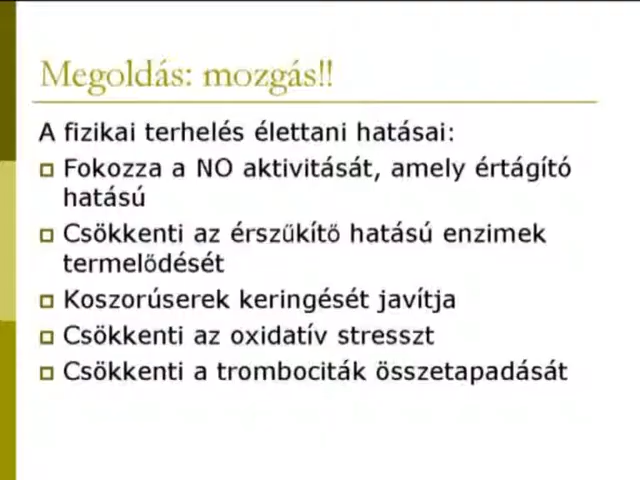 Megoldás: mozgás!!
A fizikai terhelés élettani hatásai:
Fokozza a NO aktivitását, amely értágító
hatású
Csökkenti az érszűkítő hatású enzimek
termelődését
Koszorúserek keringését javítja
Csökkenti az oxidatív stresszt
Csökkenti a trombociták összetapadását